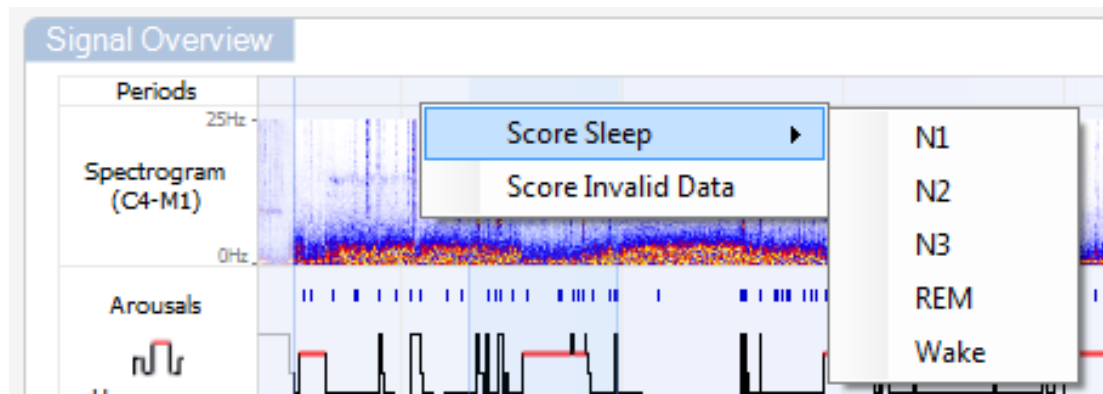 Signal Overview
Periods
25Hz
Spectrogram
(C4-M1)
0Hz
Arousals
Score Sleep
Score Invalid Data
N1
N2
N3
REM
Wake